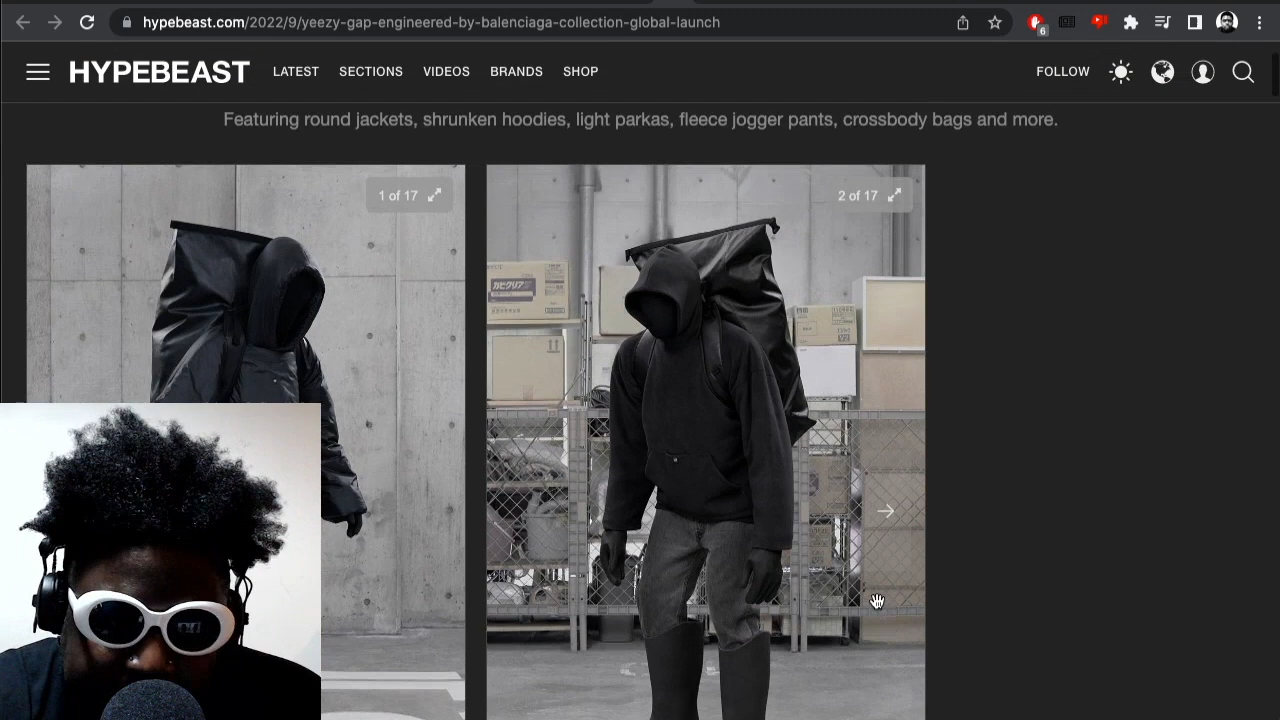 hypebeast.com/2022/9/yeezy-gap-engineered-by-balenciaga-collection-global-launch
6
HYPEBEAST LATEST SECTIONS VIDEOS BRANDS SHOP FOLLOW
Featuring round jackets, shrunken hoodies, light parkas, fleece jogger pants, crossbody bags and more.
1 of 17
2 of 17
カビクリア